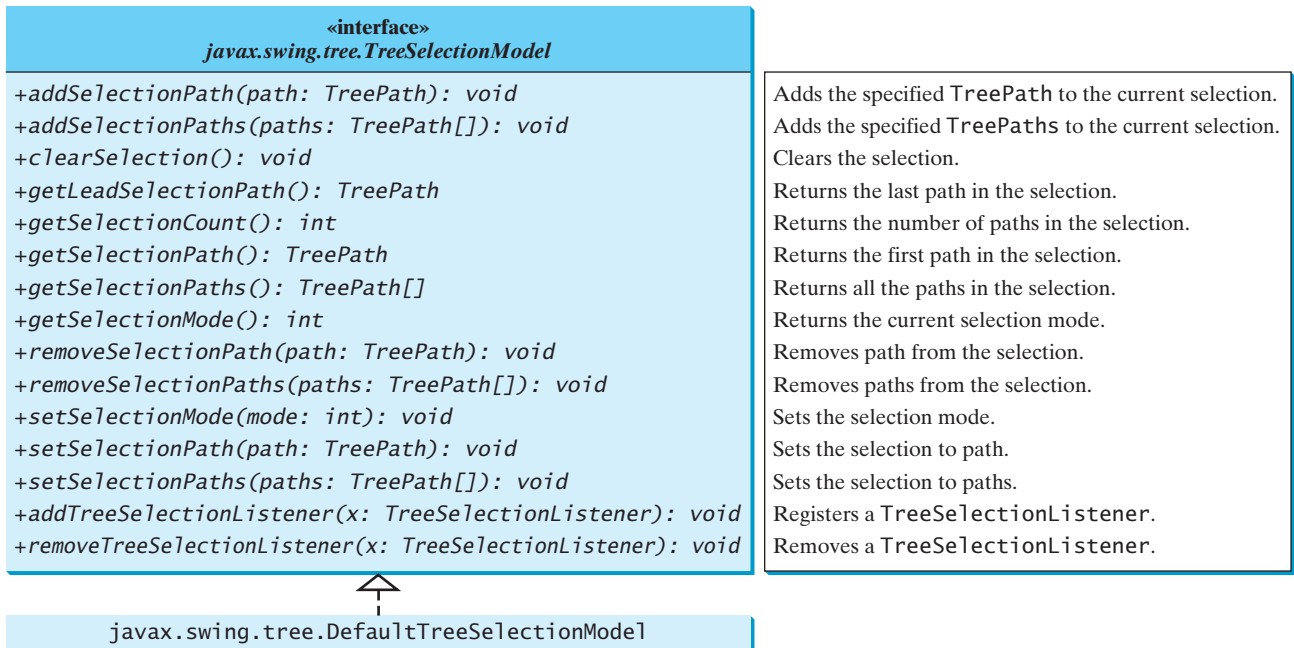 «interface»
javax.swing.tree.TreeSelectionModel
+addSelectionPath(path: TreePath): void
Adds the specified TreePath to the current selection.
+addSelectionPaths(paths: TreePath[]): void
Adds the specified TreePaths to the current selection.
+clearSelection(): void
Clears the selection.
+getLeadSelectionPath(): TreePath
Returns the last path in the selection.
+getSelectionCount(): int
Returns the number of paths in the selection.
+getSelectionPath(): TreePath
Returns the first path in the selection.
+getSelectionPaths(): TreePath[]
Returns all the paths in the selection.
+getSelectionMode(): int
Returns the current selection mode.
+removeSelectionPath(path: TreePath): void
Removes path from the selection.
+removeSelectionPaths(paths: TreePath[]): void
Removes paths from the selection.
+setSelectionMode(mode: int): void
Sets the selection mode.
+setSelectionPath(path: TreePath): void
Sets the selection to path.
+setSelectionPaths(paths: TreePath[]): void
Sets the selection to paths.
+addTreeSelectionListener(x: TreeSelectionListener): void
Registers a TreeSelectionListener.
+removeTreeSelectionListener(x: TreeSelectionListener): void
Removes a TreeSelectionListener.
javax.swing.tree.DefaultTreeSelectionModel